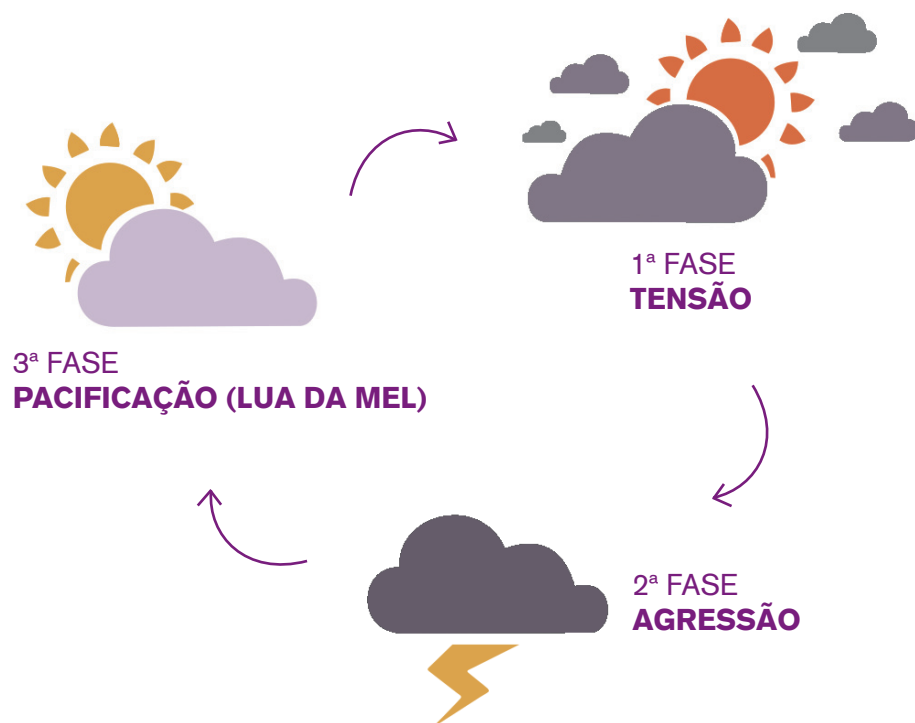 1ª FASE
TENSÃO
2ª FASE
AGRESSÃO
3ª FASE
PACIFICAÇÃO (LUA DA MEL)